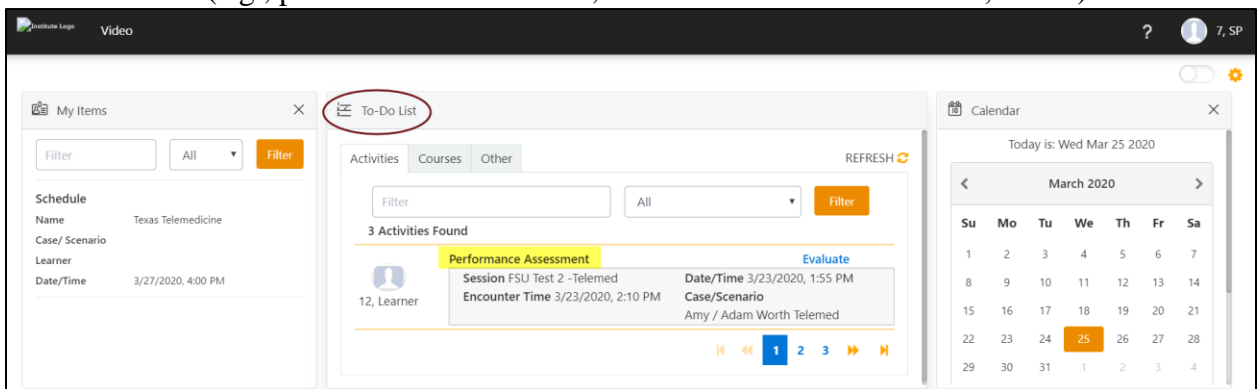 Institute Logo Video ? 7, SP
My Items
Filter All Filter
Schedule
Name Texas Telemedicine
Case/ Scenario
Learner
Date/Time 3/27/2020, 4:00 PM
To-Do List
Activities Courses Other REFRESH
Filter All Filter
3 Activities Found
Performance Assessment Evaluate
12, Learner
Session FSU Test 2 -Telemed Date/Time 3/23/2020, 1:55 PM
Encounter Time 3/23/2020, 2:10 PM Case/Scenario
Amy / Adam Worth Telemed
1 2 3
Calendar
Today is: Wed Mar 25 2020
March 2020
Su Mo Tu We Th Fr Sa
1 2 3 4 5 6 7
8 9 10 11 12 13 14
15 16 17 18 19 20 21
22 23 24 25 26 27 28
29 30 31 1 2 3 4